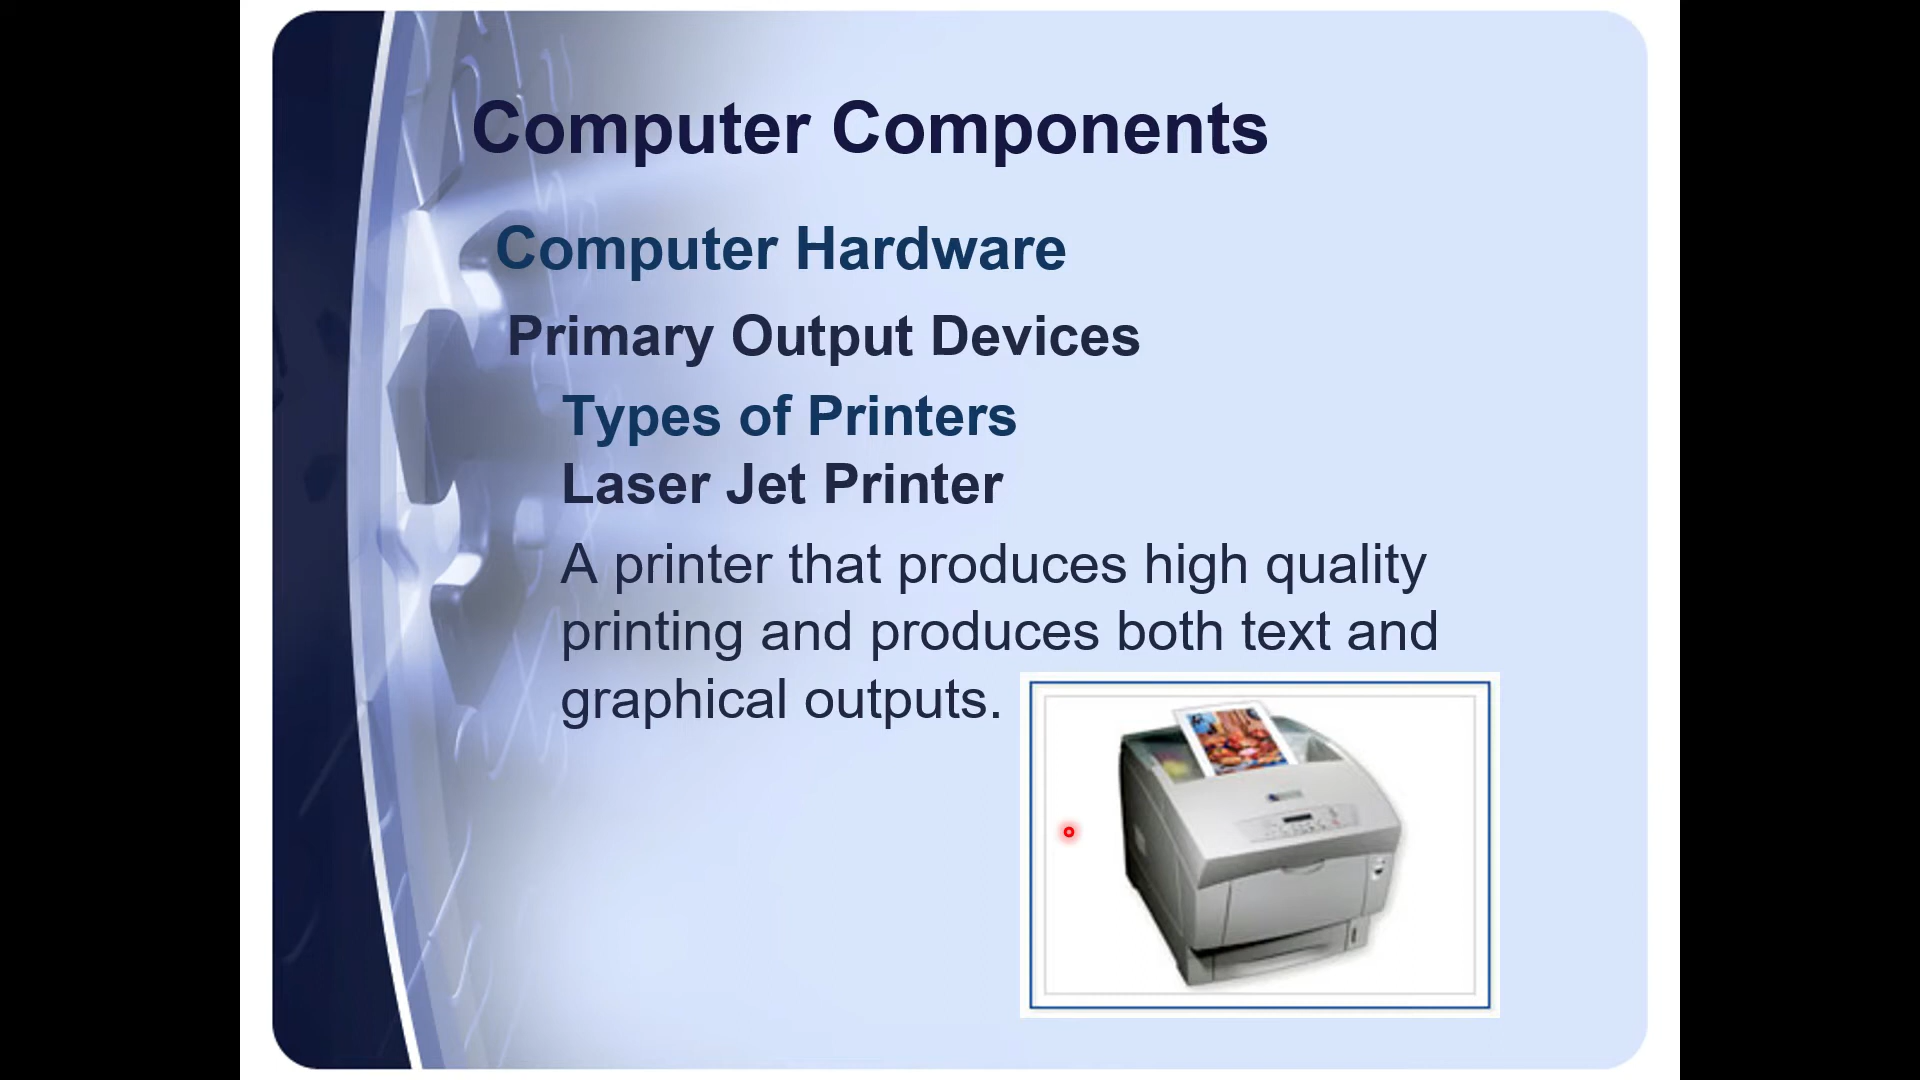 Computer Components
Computer Hardware
Primary Output Devices
Types of Printers
Laser Jet Printer
A printer that produces high quality
printing and produces both text and
graphical outputs.